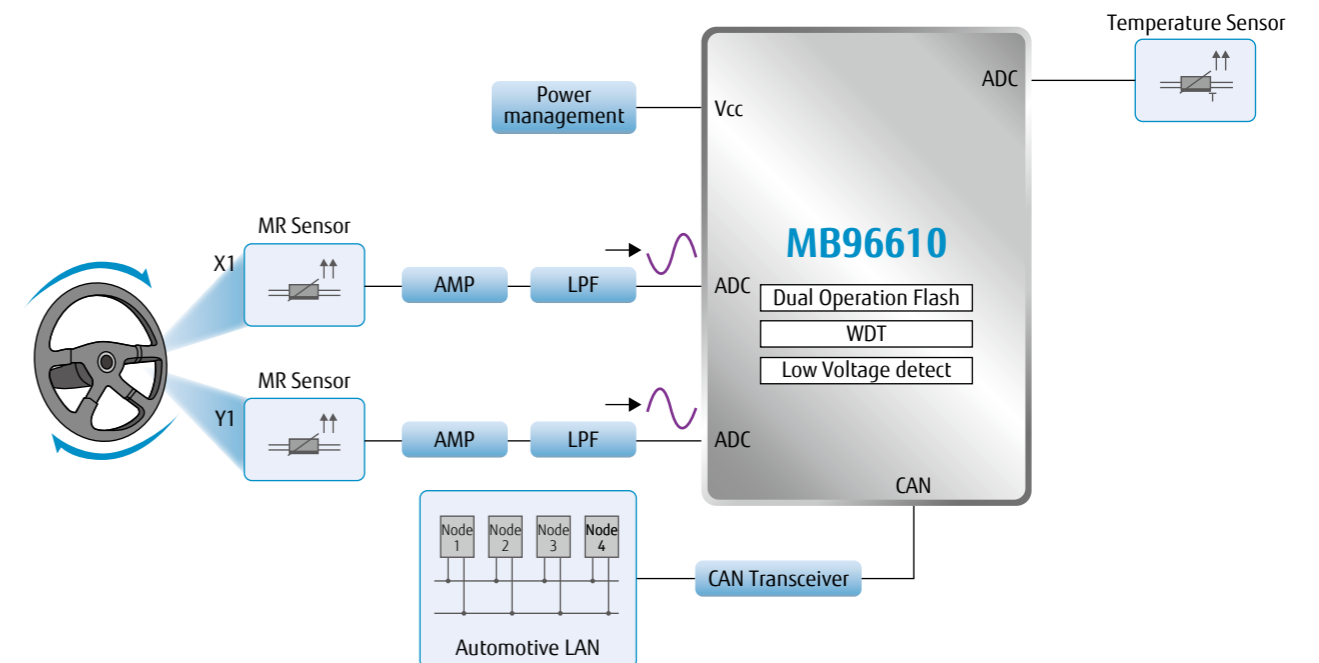 Temperature Sensor
ADC
Power
management
Vcc
MR Sensor
X1
AMP
LPF
ADC
MB96610
Dual Operation Flash
WDT
Low Voltage detect
MR Sensor
Y1
AMP
LPF
ADC
CAN
Node
1
Node
2
Node
3
Node
4
CAN Transceiver
Automotive LAN
T